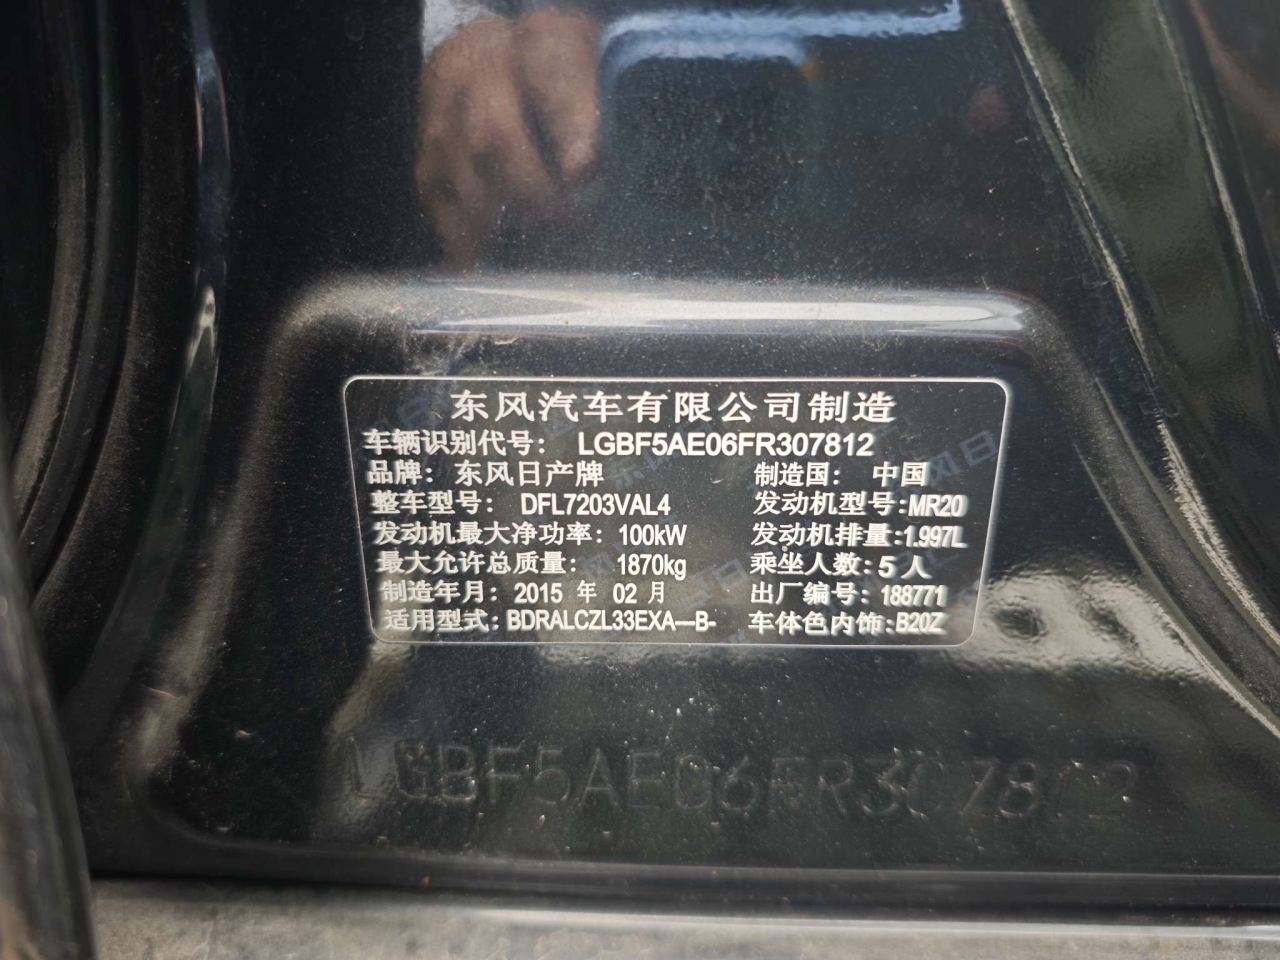 东风汽车有限公司制造
车辆识别代号： LGBF5AE06FR307812
品牌： 东风日产牌 制造国： 中国
整车型号： DFL7203VAL4 发动机型号：MR20
发动机最大净功率：100kW 发动机排量：1.997L
最大允许总质量： 1870kg 乘坐人数：5人
制造年月：2015 年 02 月 出厂编号：188771
适用型式：BDRALCZL33EXA---B- 车体色内饰：B20Z
LGBF5AE06FR307812